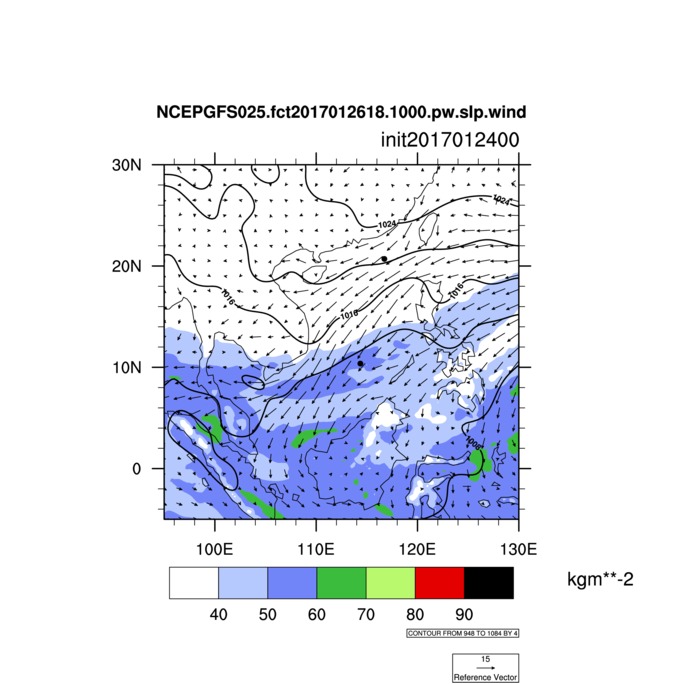 NCEPGFS025.fct2017012618.1000.pw.slp.wind
init2017012400
30N
1024
1024
20N
1016
1016
1016
10N
1008
0
100E 110E 120E 130E
kgm**-2
40 50 60 70 80 90
CONTOUR FROM 948 TO 1084 BY 4
15
Reference Vector